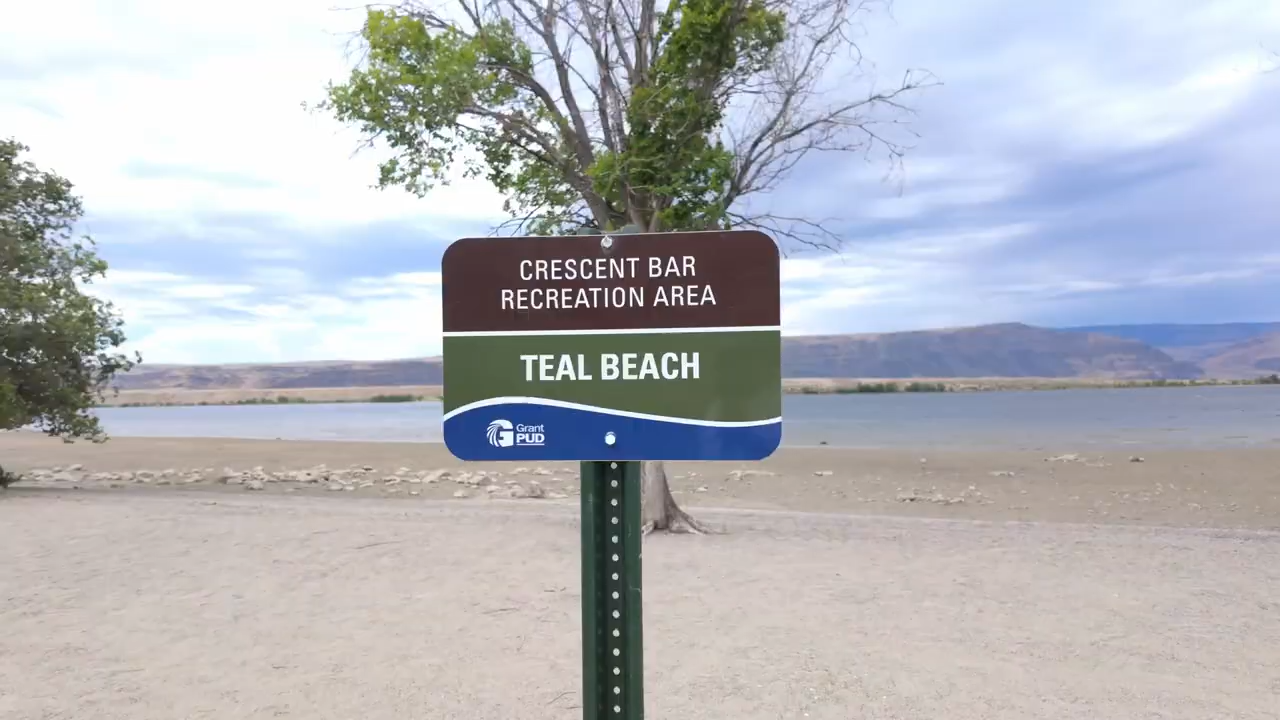 CRESCENT BAR
RECREATION AREA
TEAL BEACH
Grant
PUD